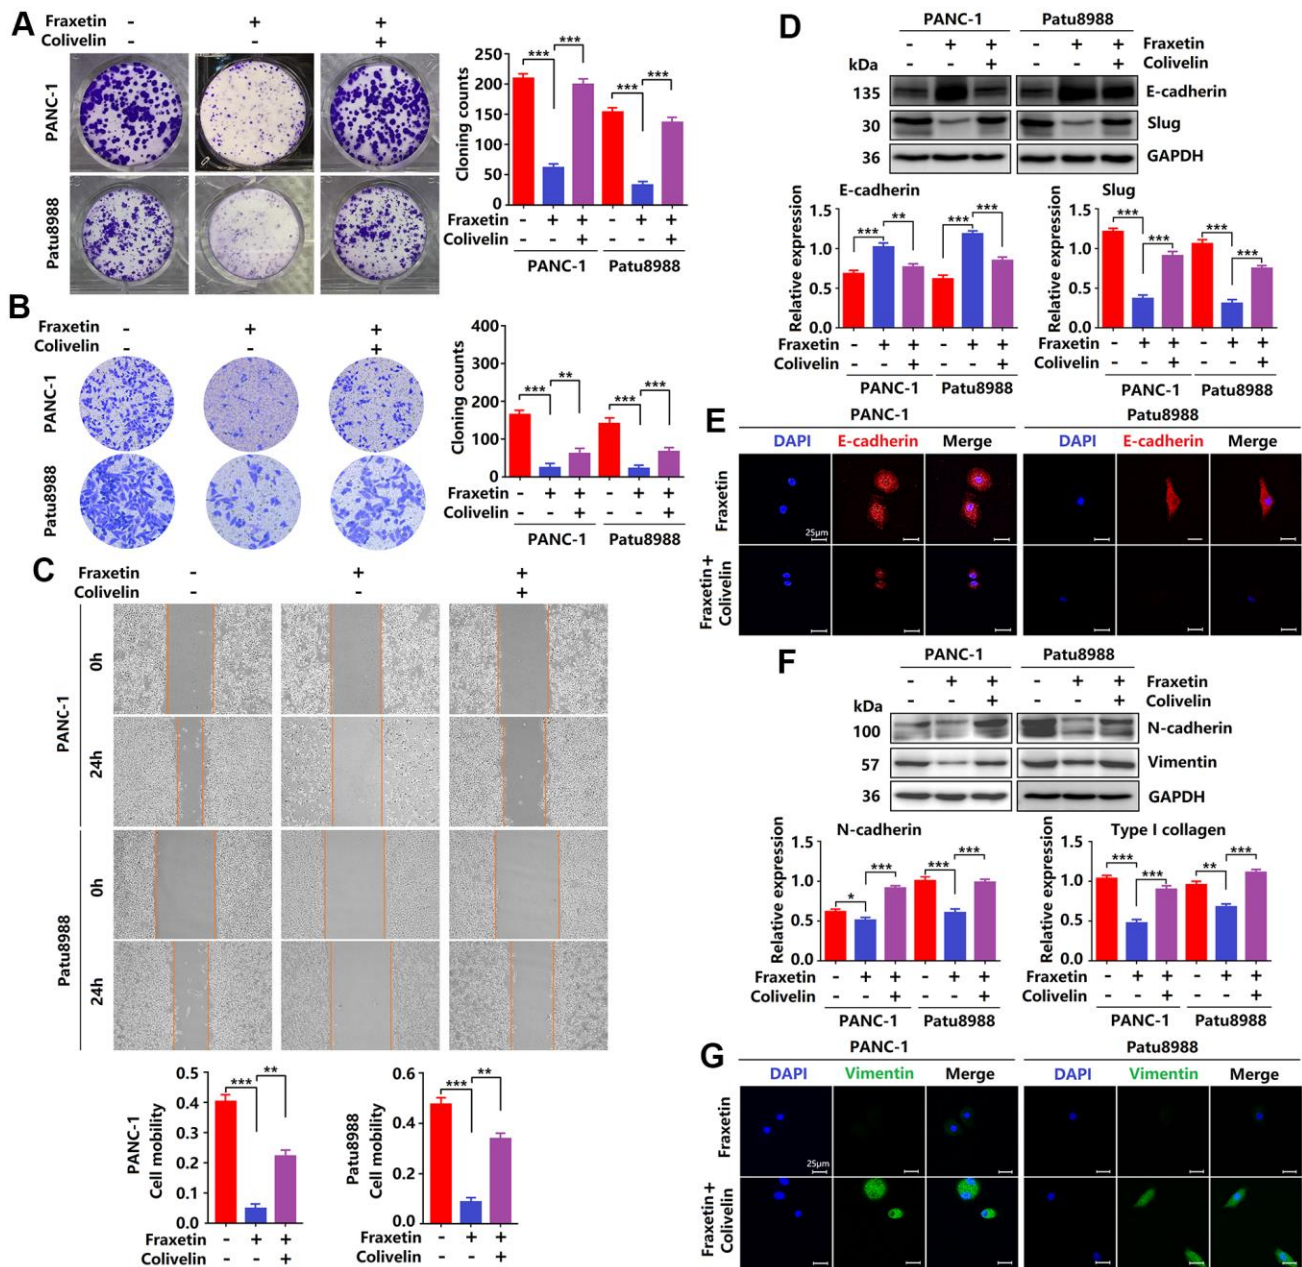 A
Fraxetin - + +
Colivelin - - +
PANC-1
Patu8988
Cloning counts
250
200
150
100
50
0
*** *** *** ***
Fraxetin - + + - + +
Colivelin - - + - - +
PANC-1 Patu8988
B
Fraxetin - + +
Colivelin - - +
PANC-1
Patu8988
Cloning counts
400
300
200
100
0
*** ** *** ***
Fraxetin - + + - + +
Colivelin - - + - - +
PANC-1 Patu8988
C
Fraxetin - + +
Colivelin - - +
PANC-1
0h
24h
Patu8988
0h
24h
PANC-1
Cell mobility
0.5
0.4
0.3
0.2
0.1
0.0
*** **
Fraxetin - + +
Colivelin - - +
Patu8988
Cell mobility
0.6
0.4
0.2
0.0
*** **
Fraxetin - + +
Colivelin - - +
D
PANC-1 Patu8988
- + + - + + Fraxetin
- - + - - + Colivelin
kDa
135 E-cadherin
30 Slug
36 GAPDH
E-cadherin
Relative expression
1.5
1.0
0.5
0.0
*** ** *** ***
Fraxetin - + + - + +
Colivelin - - + - - +
PANC-1 Patu8988
Slug
Relative expression
1.5
1.0
0.5
0.0
*** *** *** ***
Fraxetin - + + - + +
Colivelin - - + - - +
PANC-1 Patu8988
E
PANC-1 Patu8988
DAPI E-cadherin Merge DAPI E-cadherin Merge
Fraxetin
25μm
Fraxetin+
Colivelin
F
PANC-1 Patu8988
- + + - + + Fraxetin
- - + - - + Colivelin
kDa
100 N-cadherin
57 Vimentin
36 GAPDH
N-cadherin
Relative expression
1.5
1.0
0.5
0.0
* *** *** ***
Fraxetin - + + - + +
Colivelin - - + - - +
PANC-1 Patu8988
Type I collagen
Relative expression
1.5
1.0
0.5
0.0
*** *** ** ***
Fraxetin - + + - + +
Colivelin - - + - - +
PANC-1 Patu8988
G
PANC-1 Patu8988
DAPI Vimentin Merge DAPI Vimentin Merge
Fraxetin
25μm
Fraxetin+
Colivelin